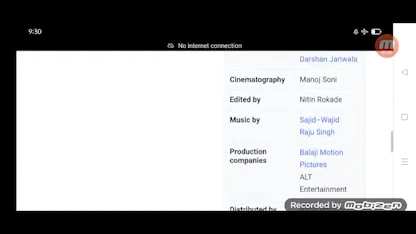 9:30
No internet connection
Darshan Jariwala
Cinematography Manoj Soni
Edited by Nitin Rokade
Music by Sajid–Wajid
Raju Singh
Production companies Balaji Motion
Pictures
ALT
Entertainment
Distributed by
Recorded by Mobizen